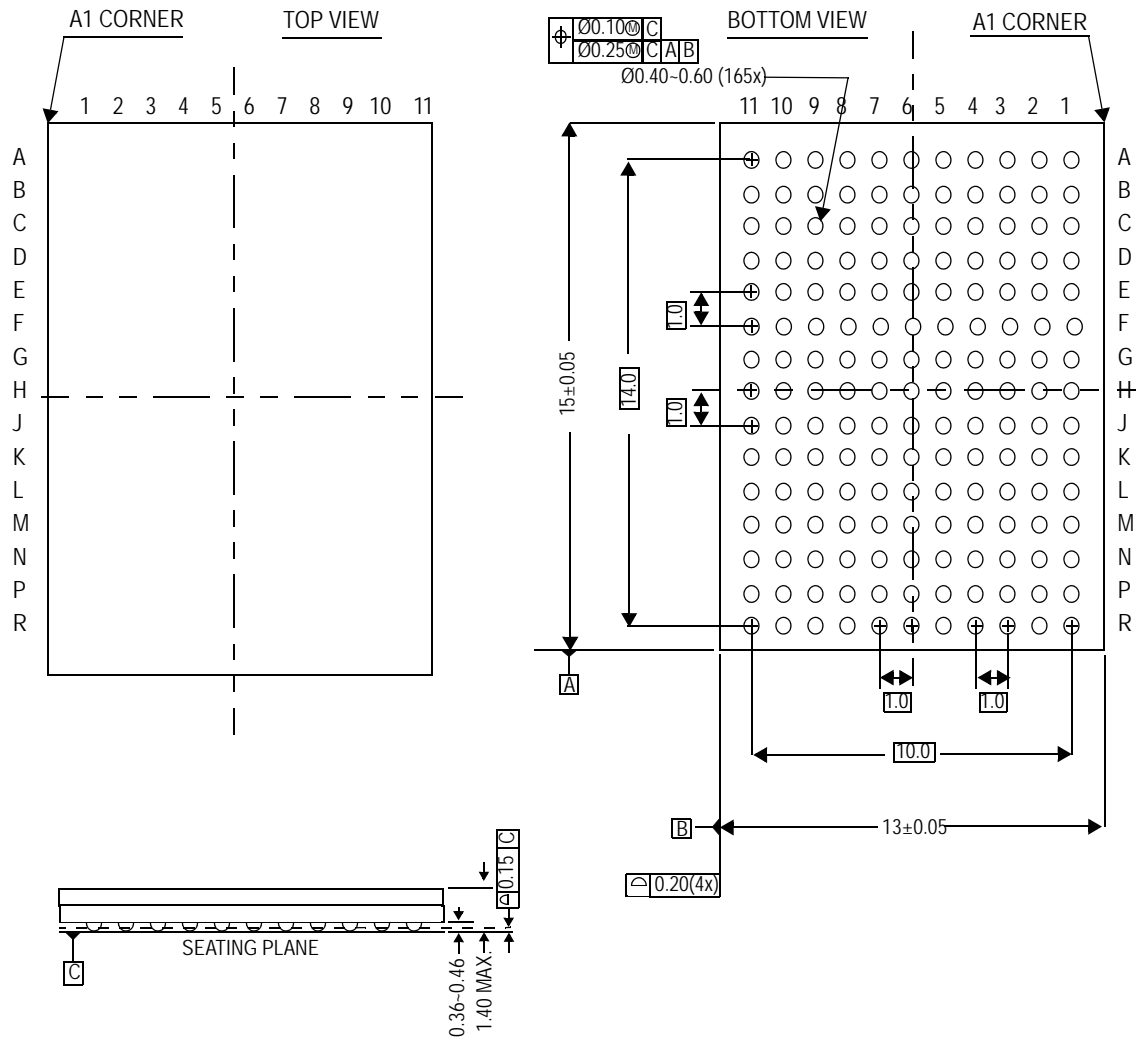 A1 CORNER
TOP VIEW
1 2 3 4 5 6 7 8 9 10 11
A
B
C
D
E
F
G
H
J
K
L
M
N
P
R
Ø0.10Ⓜ C
Ø0.25Ⓜ C A B
Ø0.40~0.60 (165x)
BOTTOM VIEW
A1 CORNER
11 10 9 8 7 6 5 4 3 2 1
A
B
C
D
E
F
G
H
J
K
L
M
N
P
R
15±0.05
14.0
1.0
1.0
A
1.0
1.0
10.0
B
13±0.05
0.20(4x)
0.15 C
SEATING PLANE
C
0.36~0.46
1.40 MAX.